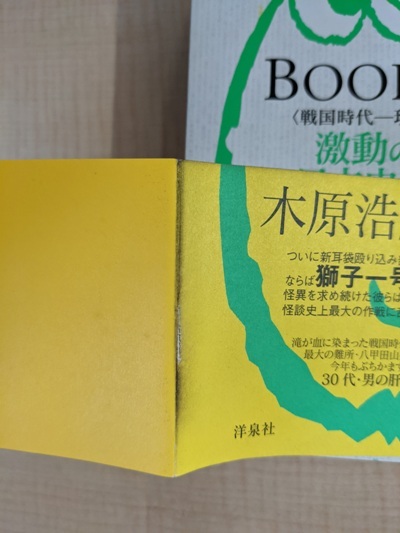 BOO
〈戦国時代―
激動の
木原浩
ついに新耳袋殴り込み
ならば獅子一号
怪異を求め続けた彼らは
怪談史上最大の作戦に
滝が血に染まった戦国時
最大の難所・八甲田山
今年もぶちかま
30代・男の肝
洋泉社